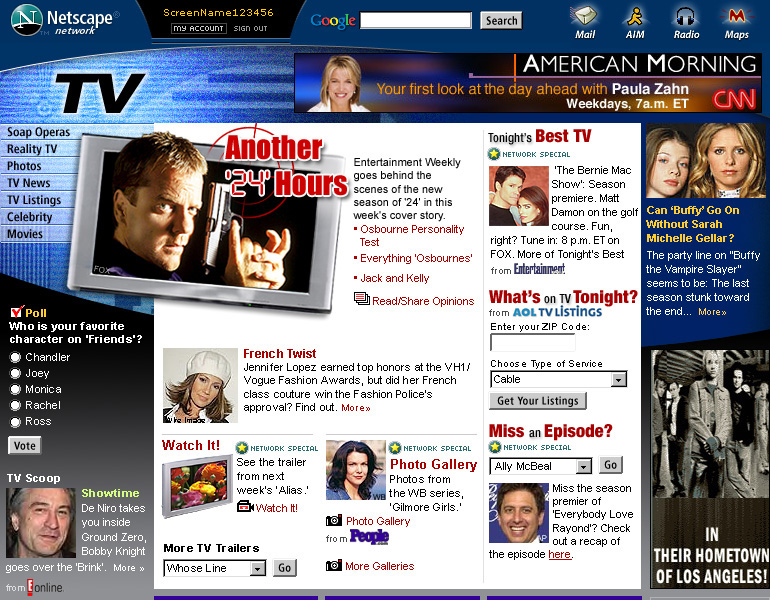 Netscape®
network
ScreenName123456
MY ACCOUNT SIGN OUT
Google Search
Mail AIM Radio Maps
TV
AMERICAN MORNING
Your first look at the day ahead with Paula Zahn
Weekdays, 7a.m. ET
CNN
Soap Operas
Reality TV
Photos
TV News
TV Listings
Celebrity
Movies
Another
'24' Hours
FOX
Entertainment Weekly
goes behind the
scenes of the new
season of '24' in this
week's cover story.
• Osbourne Personality
Test
• Everything 'Osbournes'
• Jack and Kelly
Read/Share Opinions
Tonight's Best TV
NETWORK SPECIAL
'The Bernie Mac
Show': Season
premiere. Matt
Damon on the golf
course. Fun,
right? Tune in: 8 p.m. ET on
FOX. More of Tonight's Best
from Entertainment
What's on TV Tonight?
from AOL TV LISTINGS
Enter your ZIP Code:
Choose Type of Service
Cable
Get Your Listings
Miss an Episode?
NETWORK SPECIAL
Ally McBeal Go
Miss the season
premier of
'Everybody Love
Rayond'? Check
out a recap of
the episode here.
Can 'Buffy' Go On
Without Sarah
Michelle Gellar?
The party line on "Buffy
the Vampire Slayer"
seems to be: The last
season stunk toward
the end... More»
IN
THEIR HOMETOWN
OF LOS ANGELES!
Poll
Who is your favorite
character on 'Friends'?
Chandler
Joey
Monica
Rachel
Ross
Vote
TV Scoop
Showtime
De Niro takes
you inside
Ground Zero,
Bobby Knight
goes over the 'Brink'. More »
from E online.
French Twist
Jennifer Lopez earned top honors at the VH1/
Vogue Fashion Awards, but did her French
class couture win the Fashion Police's
approval? Find out. More»
Wire Image
Watch It!
NETWORK SPECIAL
See the trailer
from next
week's 'Alias.'
Watch It!
More TV Trailers
Whose Line Go
NETWORK SPECIAL
Photo Gallery
Photos from
the WB series,
'Gilmore Girls.'
WB
Photo Gallery
from People.com
More Galleries